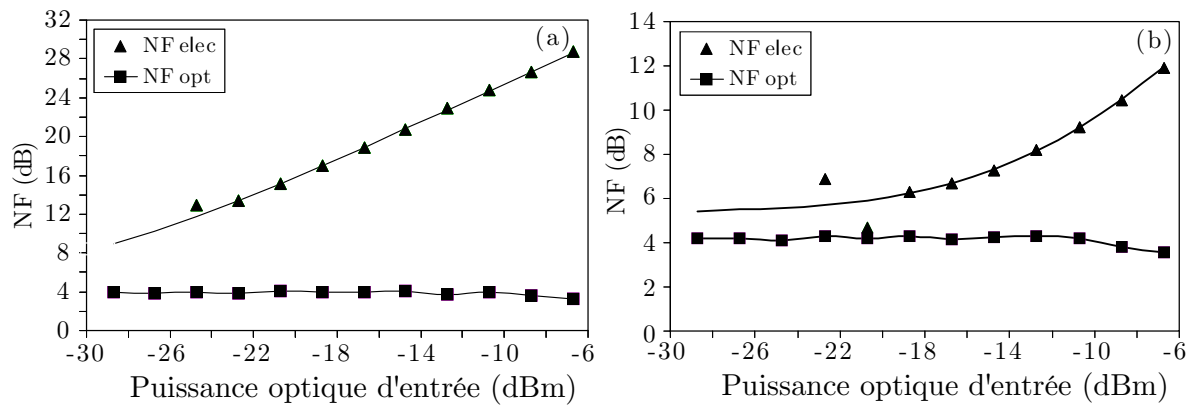 (a)
NF elec
NF opt
NF (dB)
32
28
24
20
16
12
8
4
0
-30 -26 -22 -18 -14 -10 -6
Puissance optique d'entrée (dBm)
(b)
NF elec
NF opt
NF (dB)
14
12
10
8
6
4
2
0
-30 -26 -22 -18 -14 -10 -6
Puissance optique d'entrée (dBm)